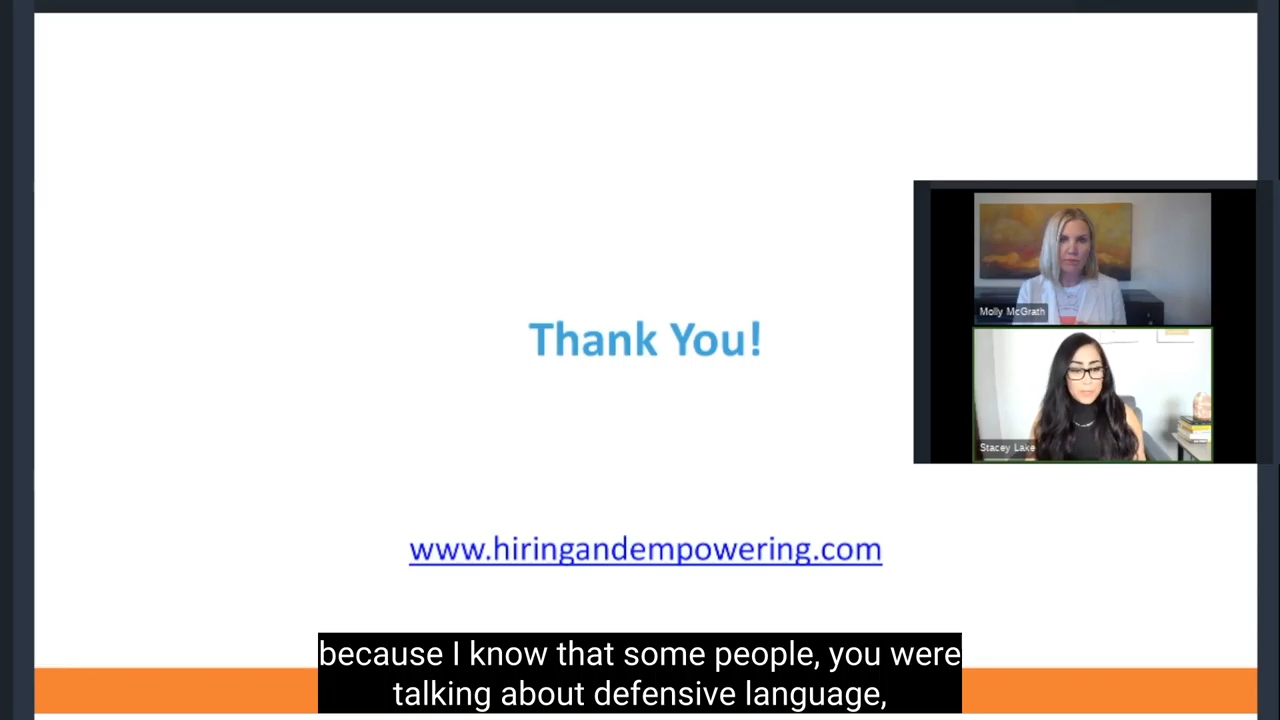 Thank You!
www.hiringandempowering.com
Molly McGrath
Stacey Lake
because I know that some people, you were
talking about defensive language,